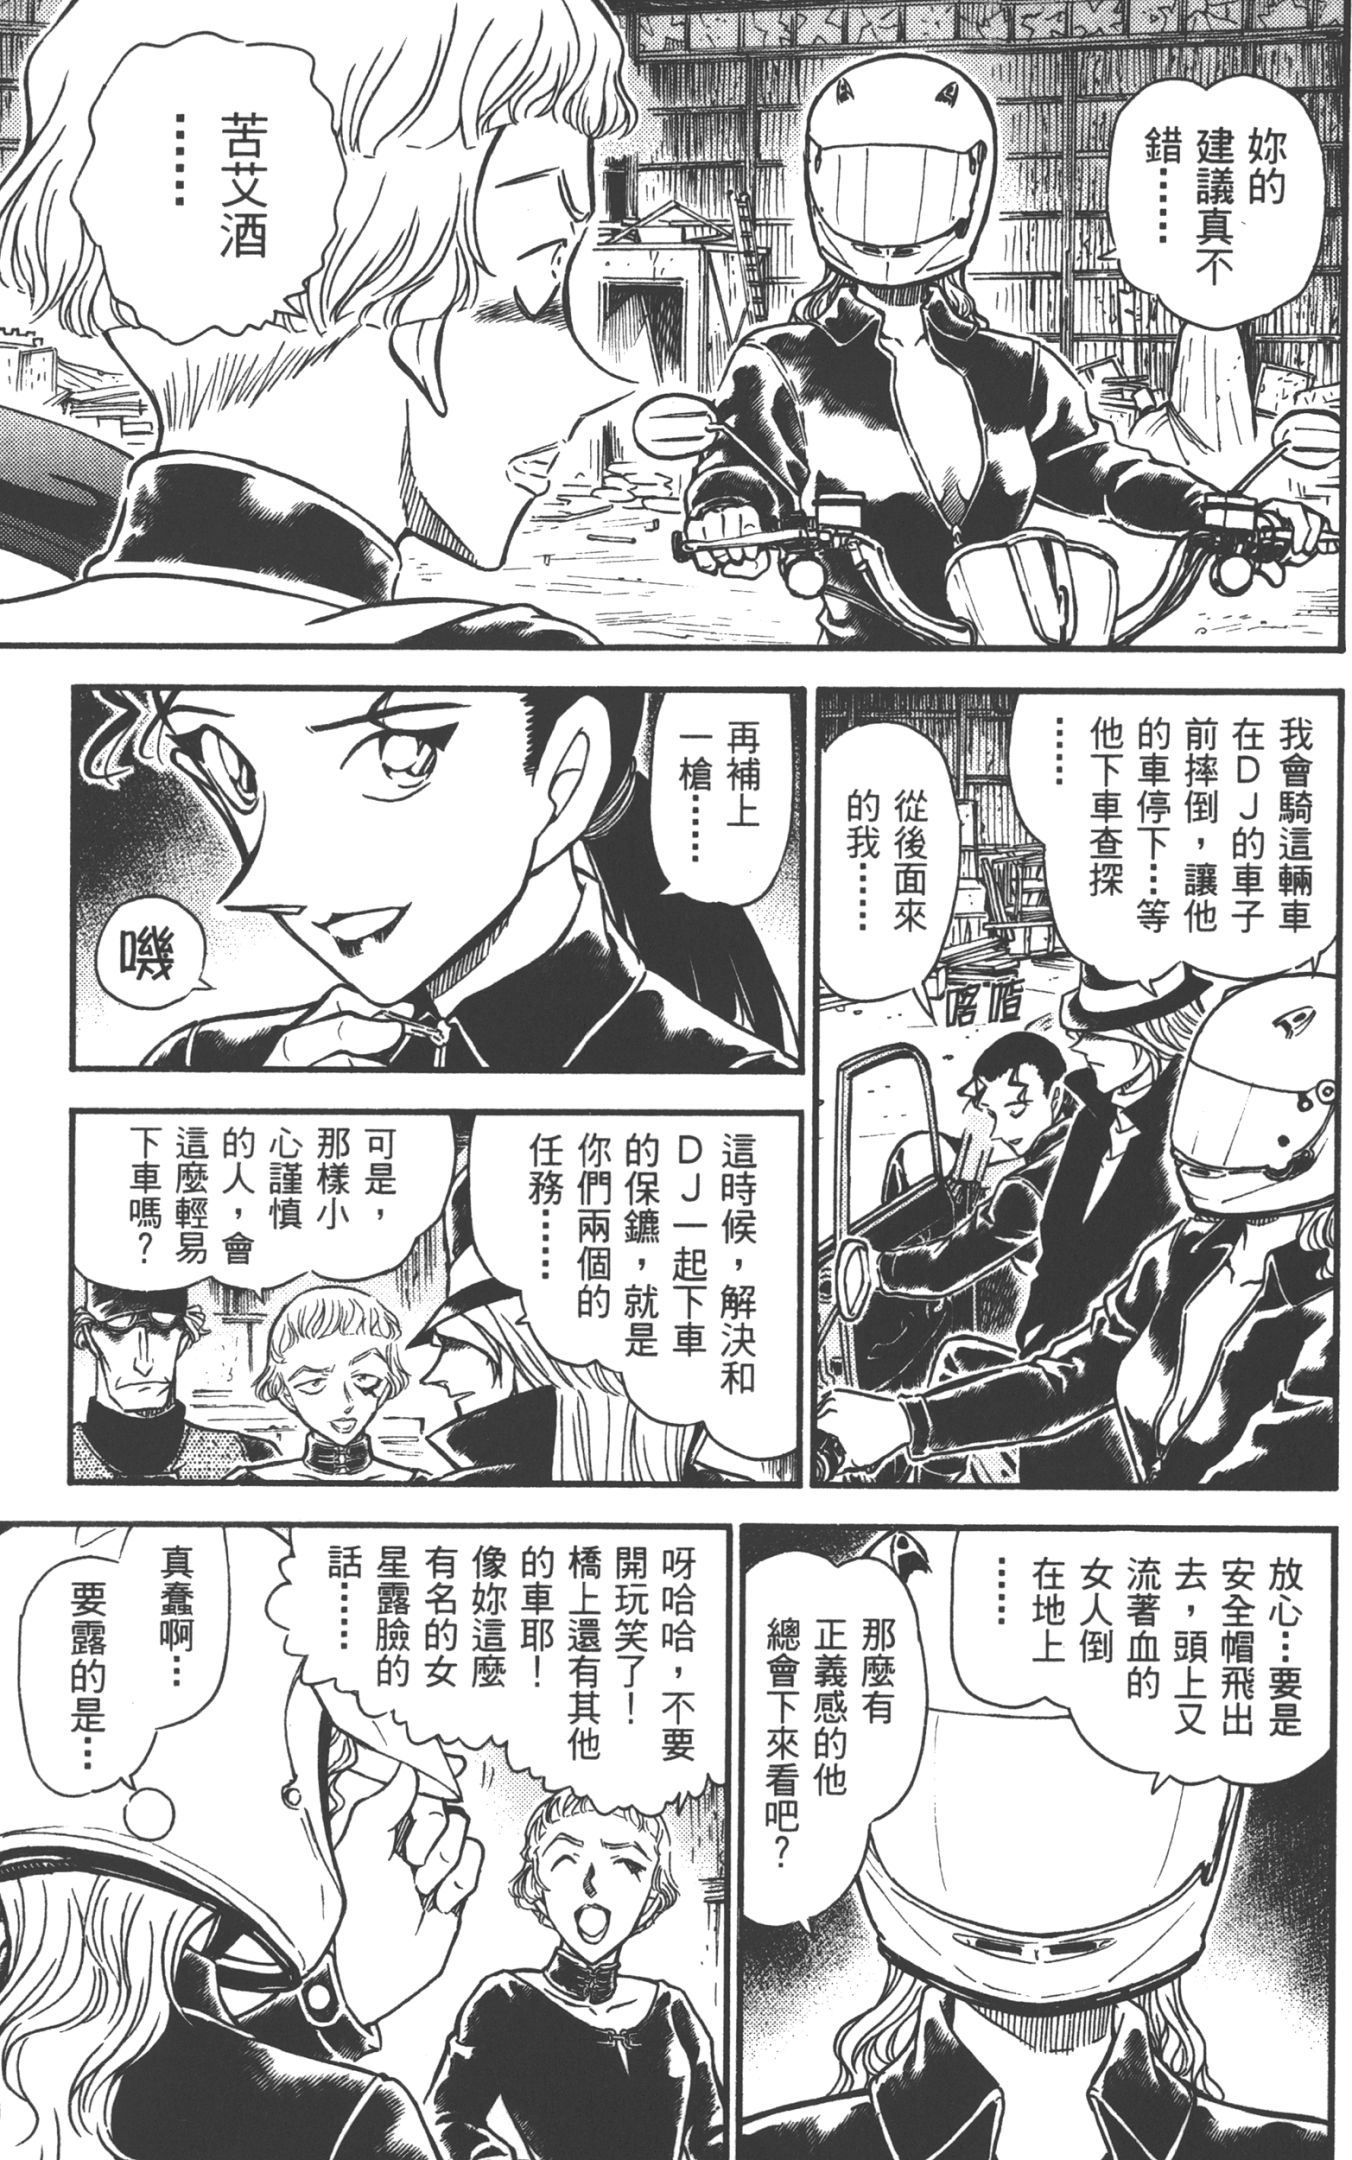 妳的
建議真不
錯……
苦艾酒
……
我會騎這輛車
在DJ的車子
前摔倒，讓他
的車停下…等
他下車查探
……
從後面來
的我……
喀喀
再補上
一槍……
嘰
這時候，解決和
DJ一起下車
的保鑣，就是
你們兩個的
任務……
可是，
那樣小
心謹慎
的人，會
這麼輕易
下車嗎？
放心…要是
安全帽飛出
去，頭上又
流著血的
女人倒
在地上
……
那麼有
正義感的他
總會下來看吧？
呀哈哈，不要
開玩笑了！
橋上還有其他
的車耶！
像妳這麼
有名的女
星露臉的
話……
真蠢啊…
要露的是…